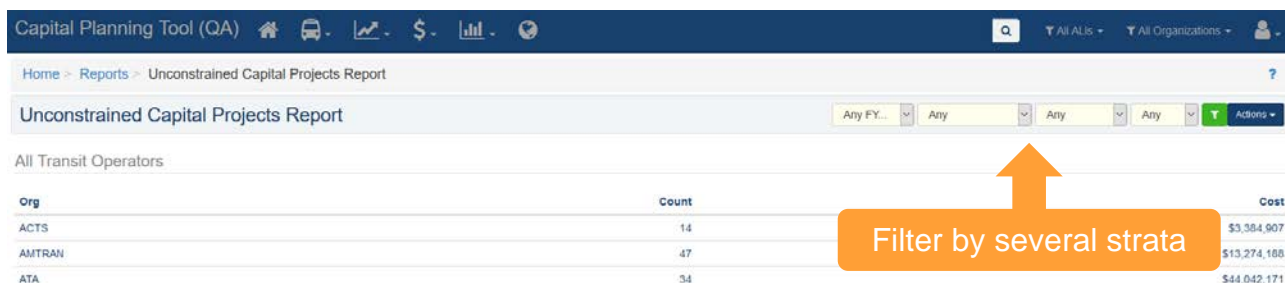 Capital Planning Tool (QA) $ All ALIs All Organizations
Home > Reports > Unconstrained Capital Projects Report ?
Unconstrained Capital Projects Report Any FY... Any Any Any Actions
All Transit Operators
Org Count Cost
ACTS 14 $3,384,907
AMTRAN 47 $13,274,188
ATA 34 $44,042,171
Filter by several strata